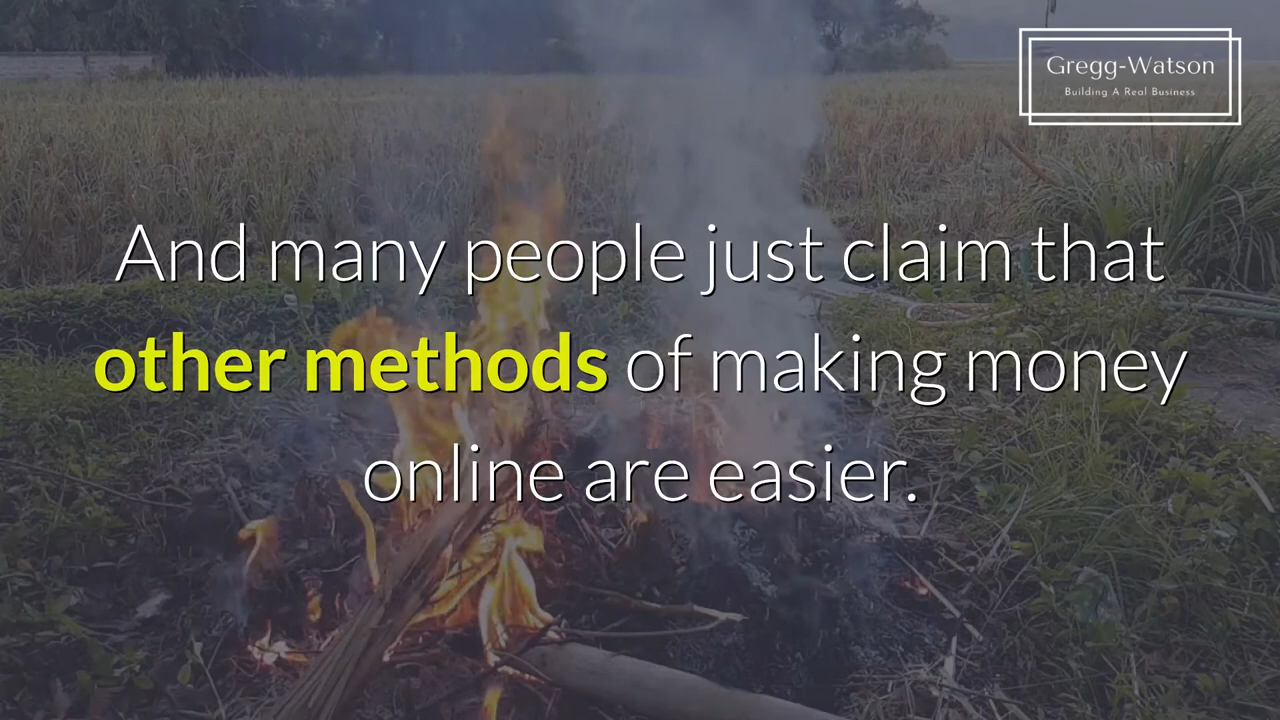 Gregg-Watson
Building A Real Business
And many people just claim that
other methods of making money
online are easier.